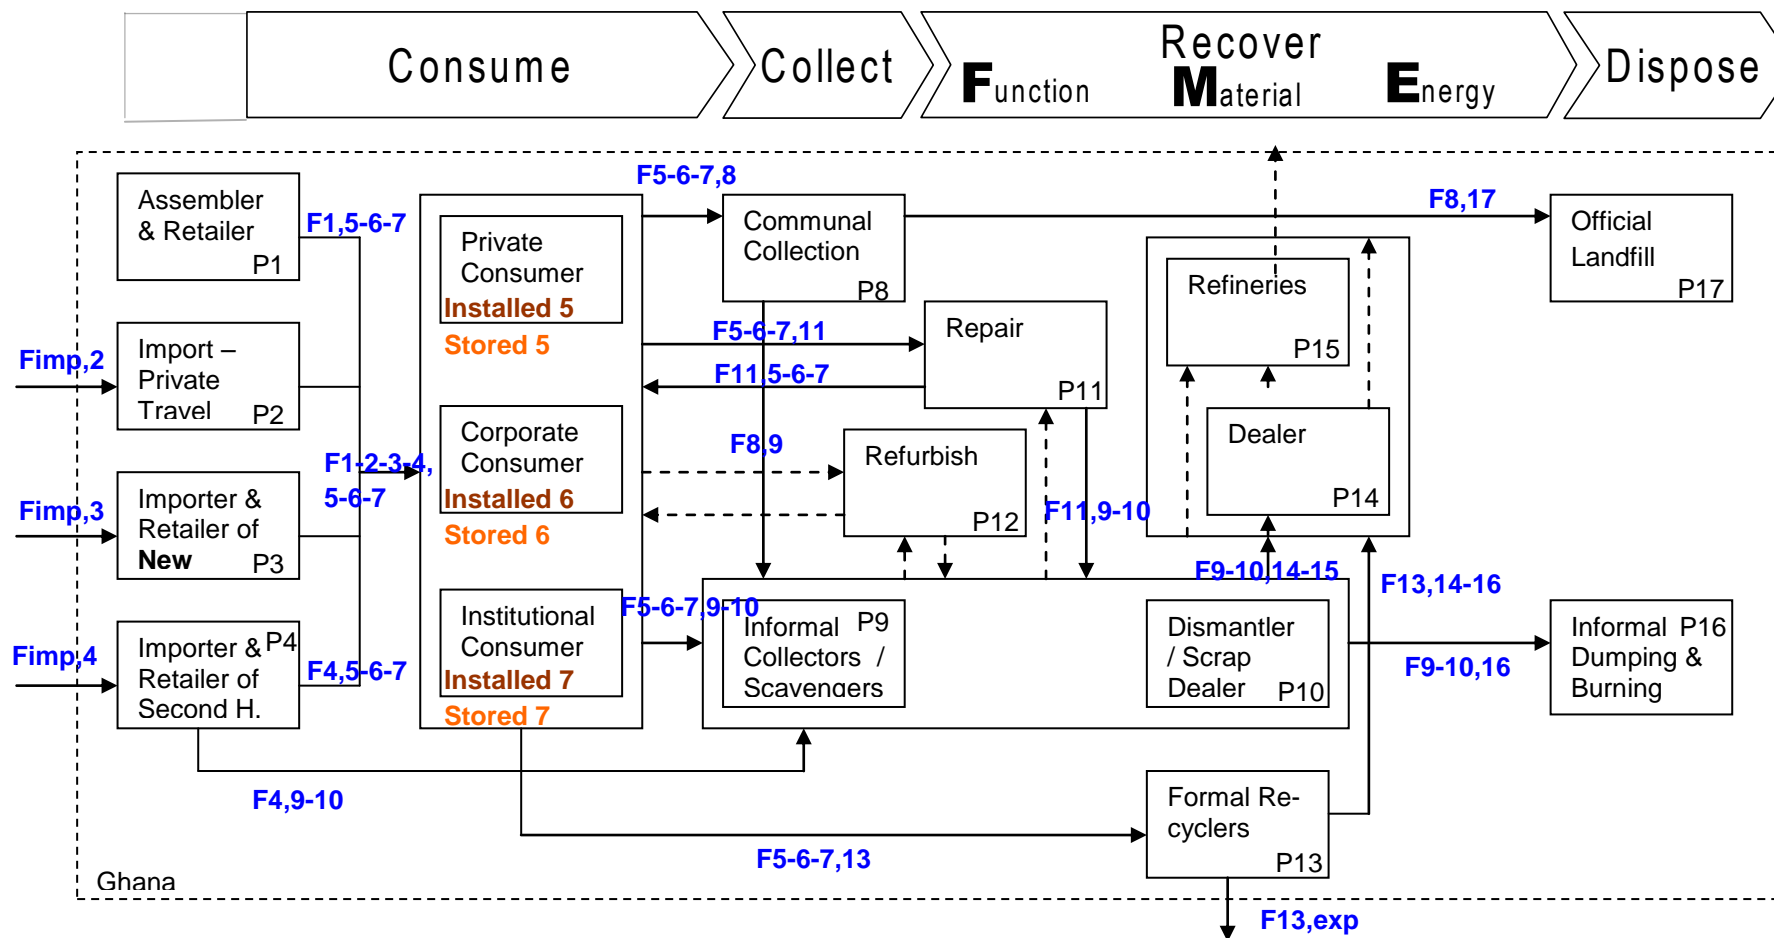 Consume
Collect
Recover
Function
Material
Energy
Dispose
Assembler
& Retailer
P1
F1,5-6-7
Fimp,2
Import –
Private
Travel
P2
Fimp,3
Importer &
Retailer of
New
P3
F1-2-3-4,
5-6-7
Fimp,4
Importer &
P4
Retailer of
Second H.
F4,5-6-7
F4,9-10
Private
Consumer
Installed 5
Stored 5
Corporate
Consumer
Installed 6
Stored 6
Institutional
Consumer
Installed 7
Stored 7
F5-6-7,8
Communal
Collection
P8
F8,17
Official
Landfill
P17
F5-6-7,11
F11,5-6-7
Repair
P11
F8,9
Refurbish
P12
F11,9-10
Refineries
P15
Dealer
P14
F9-10,14-15
F13,14-16
F5-6-7,9-10
Informal
P9
Collectors /
Scavengers
Dismantler
/ Scrap
Dealer
P10
F9-10,16
Informal
P16
Dumping &
Burning
F5-6-7,13
Formal Re-
cyclers
P13
F13,exp
Ghana